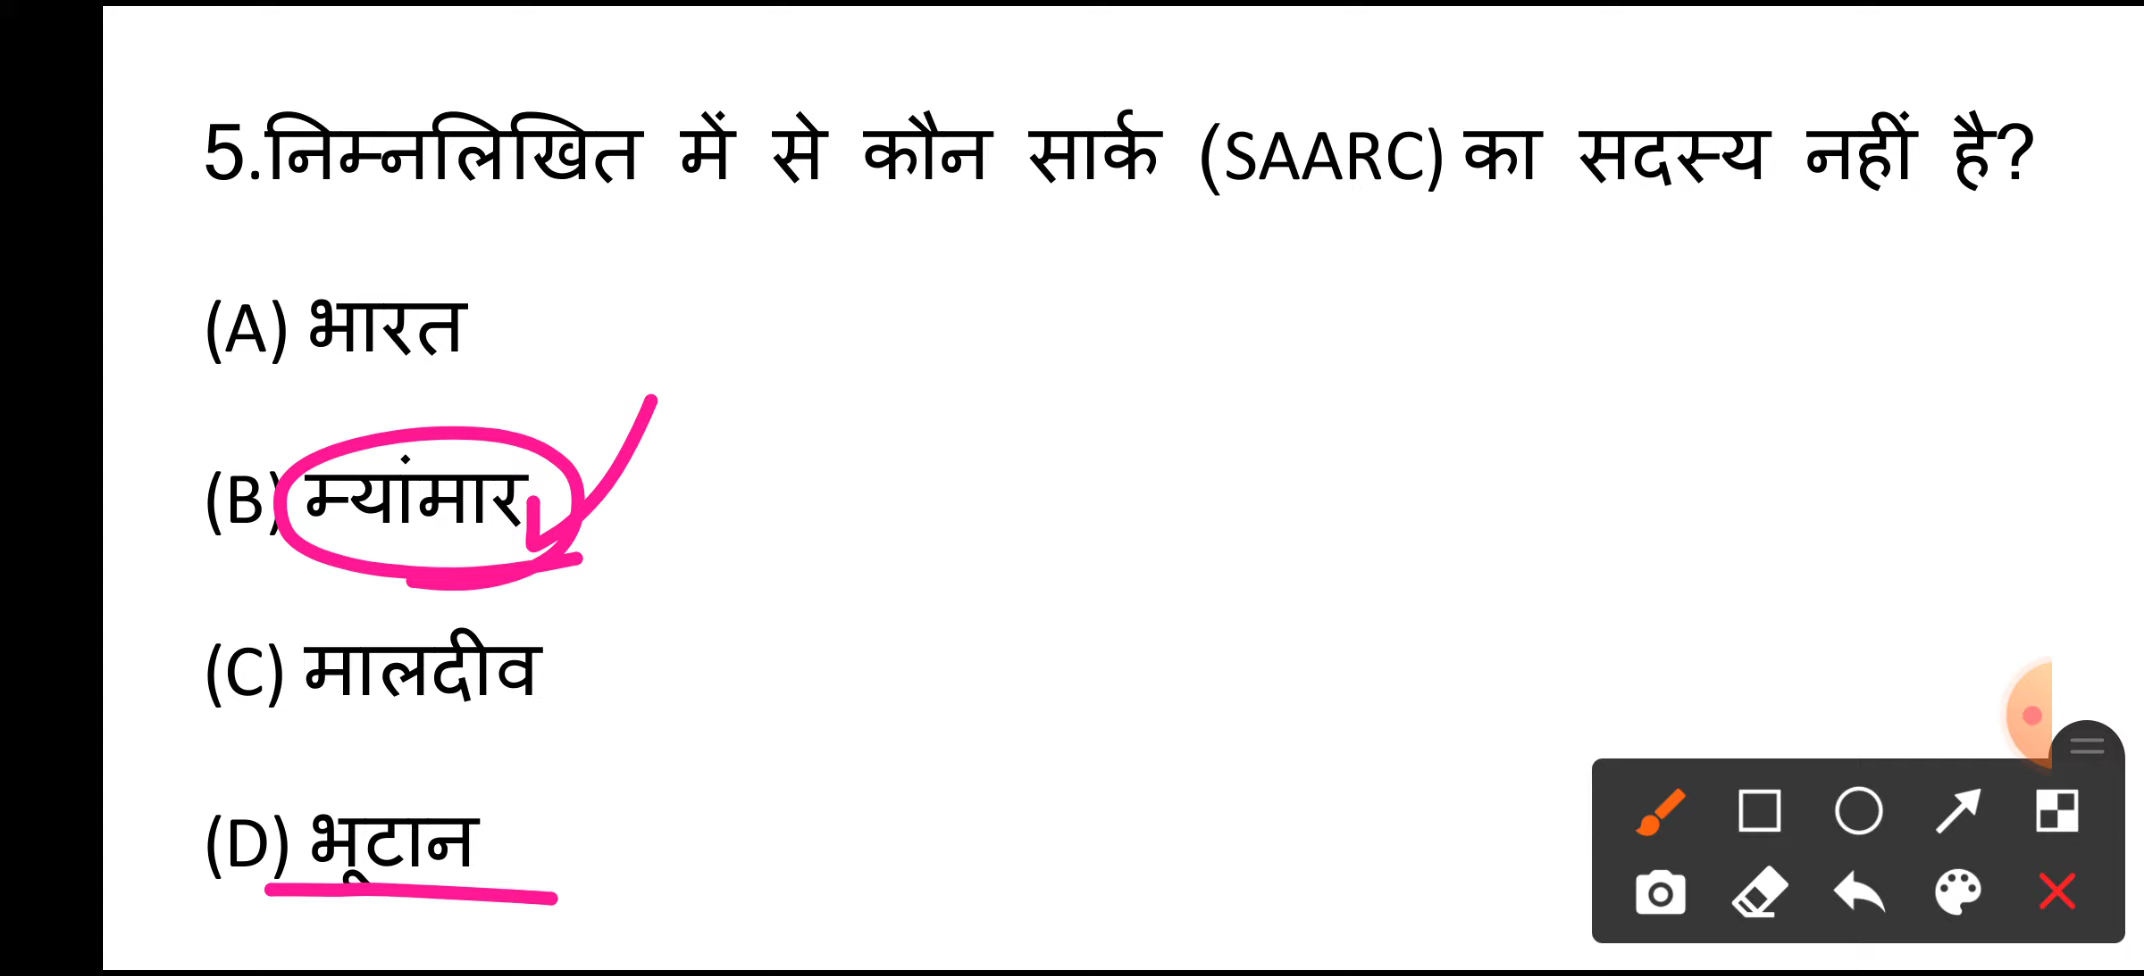 5.निम्नलिखित में से कौन सार्क (SAARC) का सदस्य नहीं है?
(A) भारत
(B) म्यांमार
(C) मालदीव
(D) भूटान